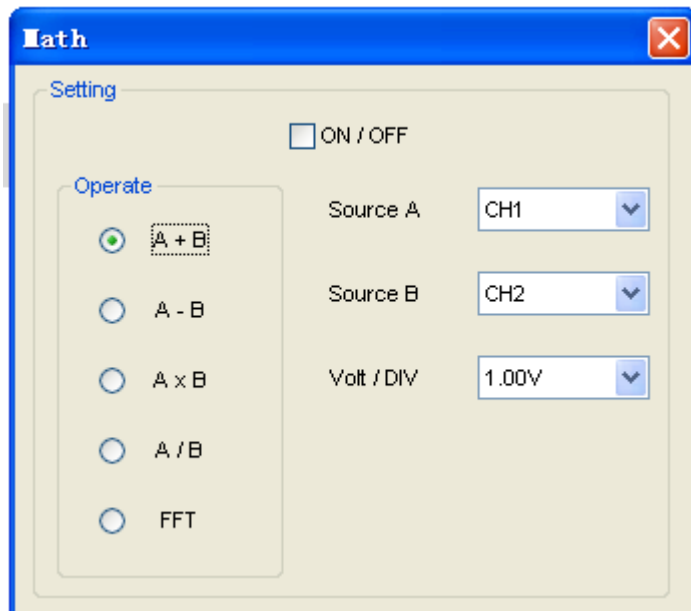 Math
Setting
ON / OFF
Operate
A + B
A - B
A x B
A / B
FFT
Source A CH1
Source B CH2
Volt / DIV 1.00V